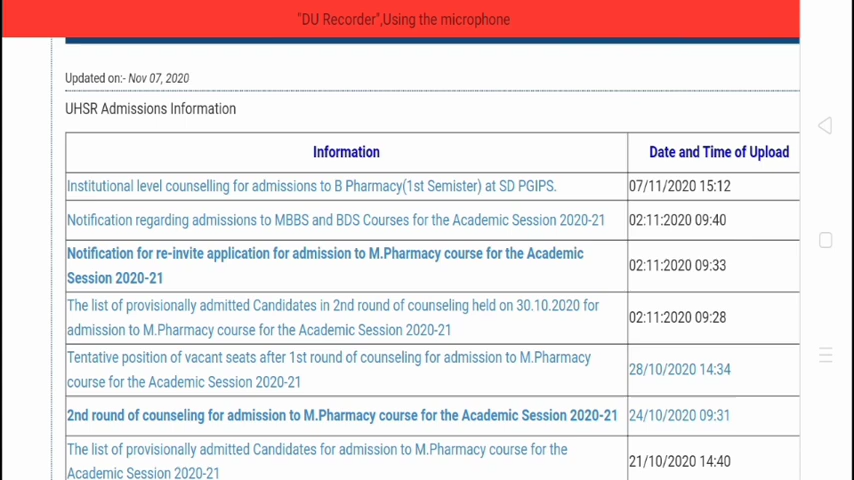 "DU Recorder",Using the microphone
Updated on:- Nov 07, 2020
UHSR Admissions Information
Information
Date and Time of Upload
Institutional level counselling for admissions to B Pharmacy(1st Semister) at SD PGIPS.
07/11/2020 15:12
Notification regarding admissions to MBBS and BDS Courses for the Academic Session 2020-21
02:11:2020 09:40
Notification for re-invite application for admission to M.Pharmacy course for the Academic
Session 2020-21
02:11:2020 09:33
The list of provisionally admitted Candidates in 2nd round of counseling held on 30.10.2020 for
admission to M.Pharmacy course for the Academic Session 2020-21
02:11:2020 09:28
Tentative position of vacant seats after 1st round of counseling for admission to M.Pharmacy
course for the Academic Session 2020-21
28/10/2020 14:34
2nd round of counseling for admission to M.Pharmacy course for the Academic Session 2020-21
24/10/2020 09:31
The list of provisionally admitted Candidates for admission to M.Pharmacy course for the
Academic Session 2020-21
21/10/2020 14:40